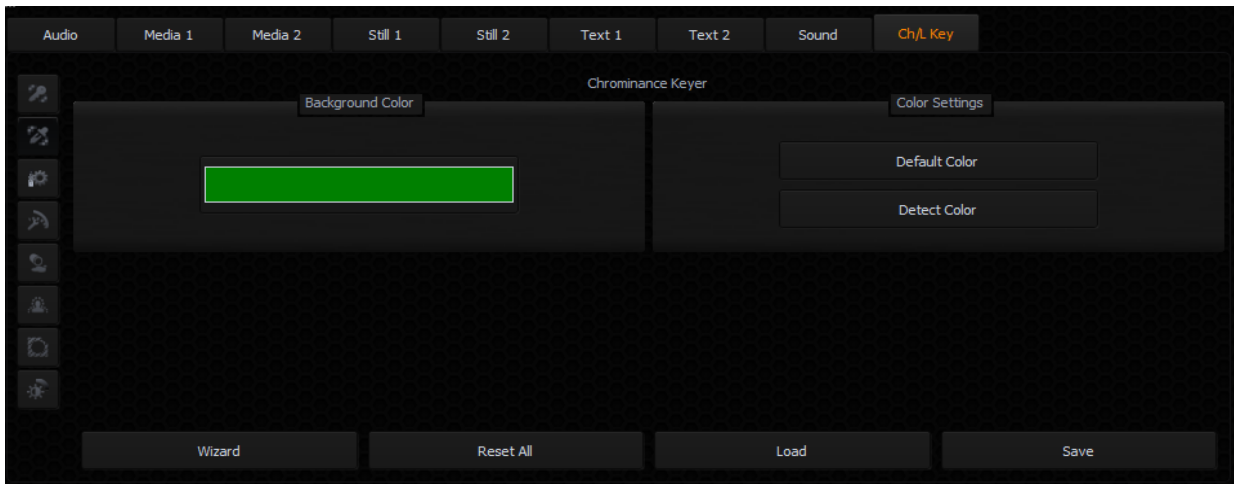 Audio
Media 1
Media 2
Still 1
Still 2
Text 1
Text 2
Sound
Ch/L Key
Chrominance Keyer
Background Color
Color Settings
Default Color
Detect Color
Wizard
Reset All
Load
Save